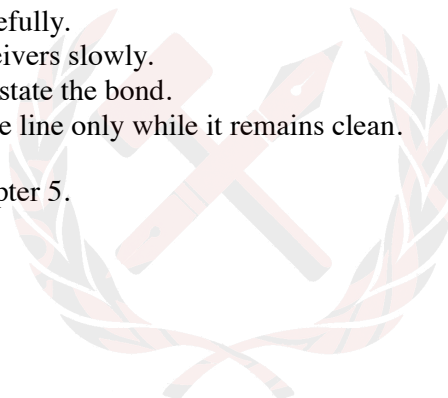 efully.
eivers slowly.
state the bond.
e line only while it remains clean.
pter 5.